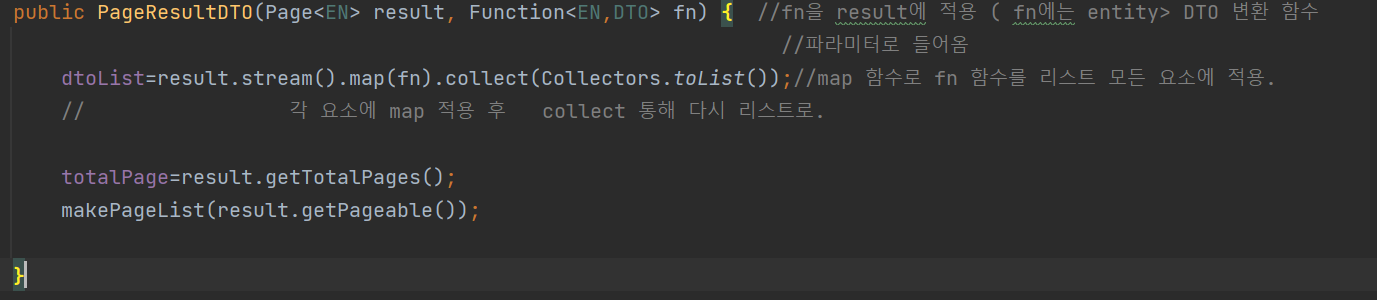 public PageResultDTO(Page<EN> result, Function<EN,DTO> fn) {  //fn을 result에 적용 ( fn에는 entity> DTO 변환 함수
//파라미터로 들어옴
dtoList=result.stream().map(fn).collect(Collectors.toList());//map 함수로 fn 함수를 리스트 모든 요소에 적용.
// 각 요소에 map 적용 후 collect 통해 다시 리스트로.
totalPage=result.getTotalPages();
makePageList(result.getPageable());
}